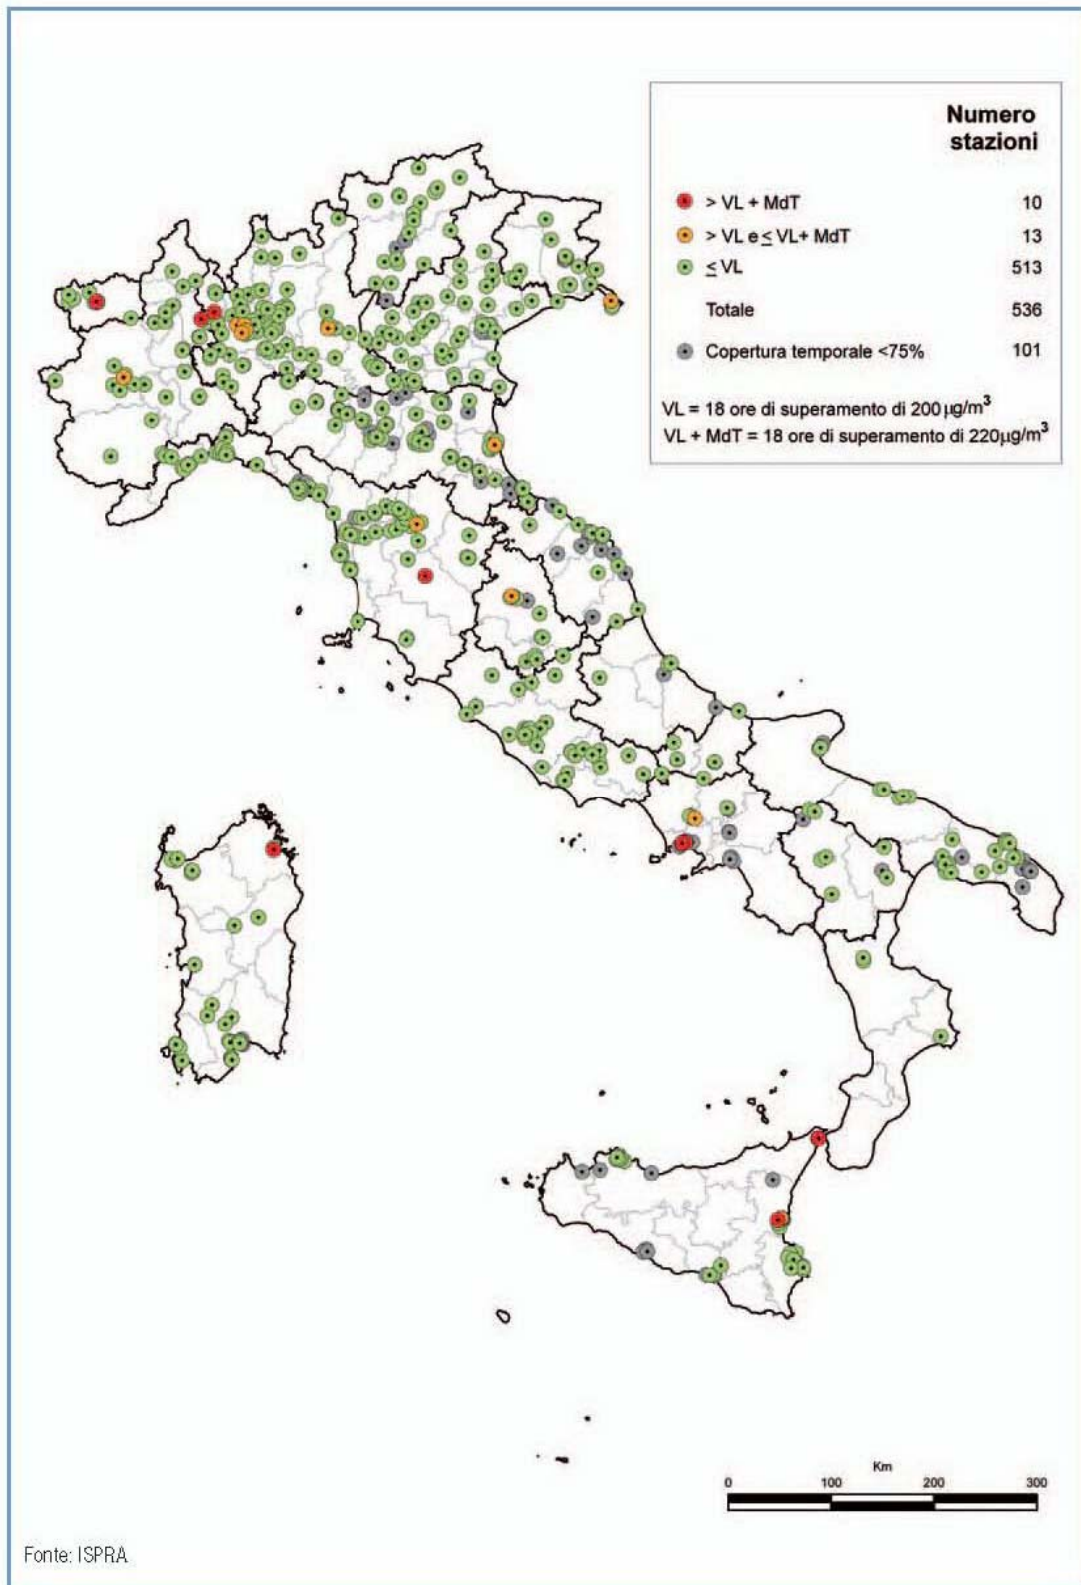 Numero
stazioni
> VL + MdT 10
> VL e ≤ VL+ MdT 13
≤ VL 513
Totale 536
Copertura temporale <75% 101
VL = 18 ore di superamento di 200 µg/m³
VL + MdT = 18 ore di superamento di 220µg/m³
Km
0 100 200 300
Fonte: ISPRA